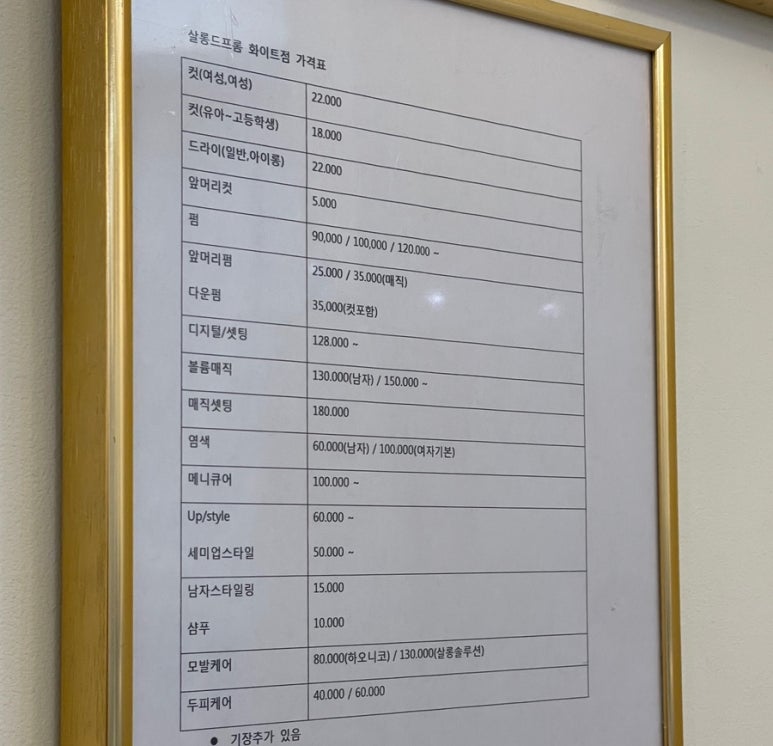 살롱드프롬 화이트점 가격표
컷(여성,여성) 22.000
컷(유아~고등학생) 18.000
드라이(일반,아이롱) 22.000
앞머리컷 5.000
펌 90,000 / 100,000 / 120.000 ~
앞머리펌 25.000 / 35.000(매직)
다운펌 35,000(컷포함)
디지털/셋팅 128.000 ~
볼륨매직 130.000(남자) / 150.000 ~
매직셋팅 180.000
염색 60.000(남자) / 100.000(여자기본)
메니큐어 100.000 ~
Up/style 60.000 ~
세미업스타일 50.000 ~
남자스타일링 15.000
샴푸 10.000
모발케어 80.000(하오니코) / 130.000(살롱솔루션)
두피케어 40.000 / 60.000
● 기장추가 있음